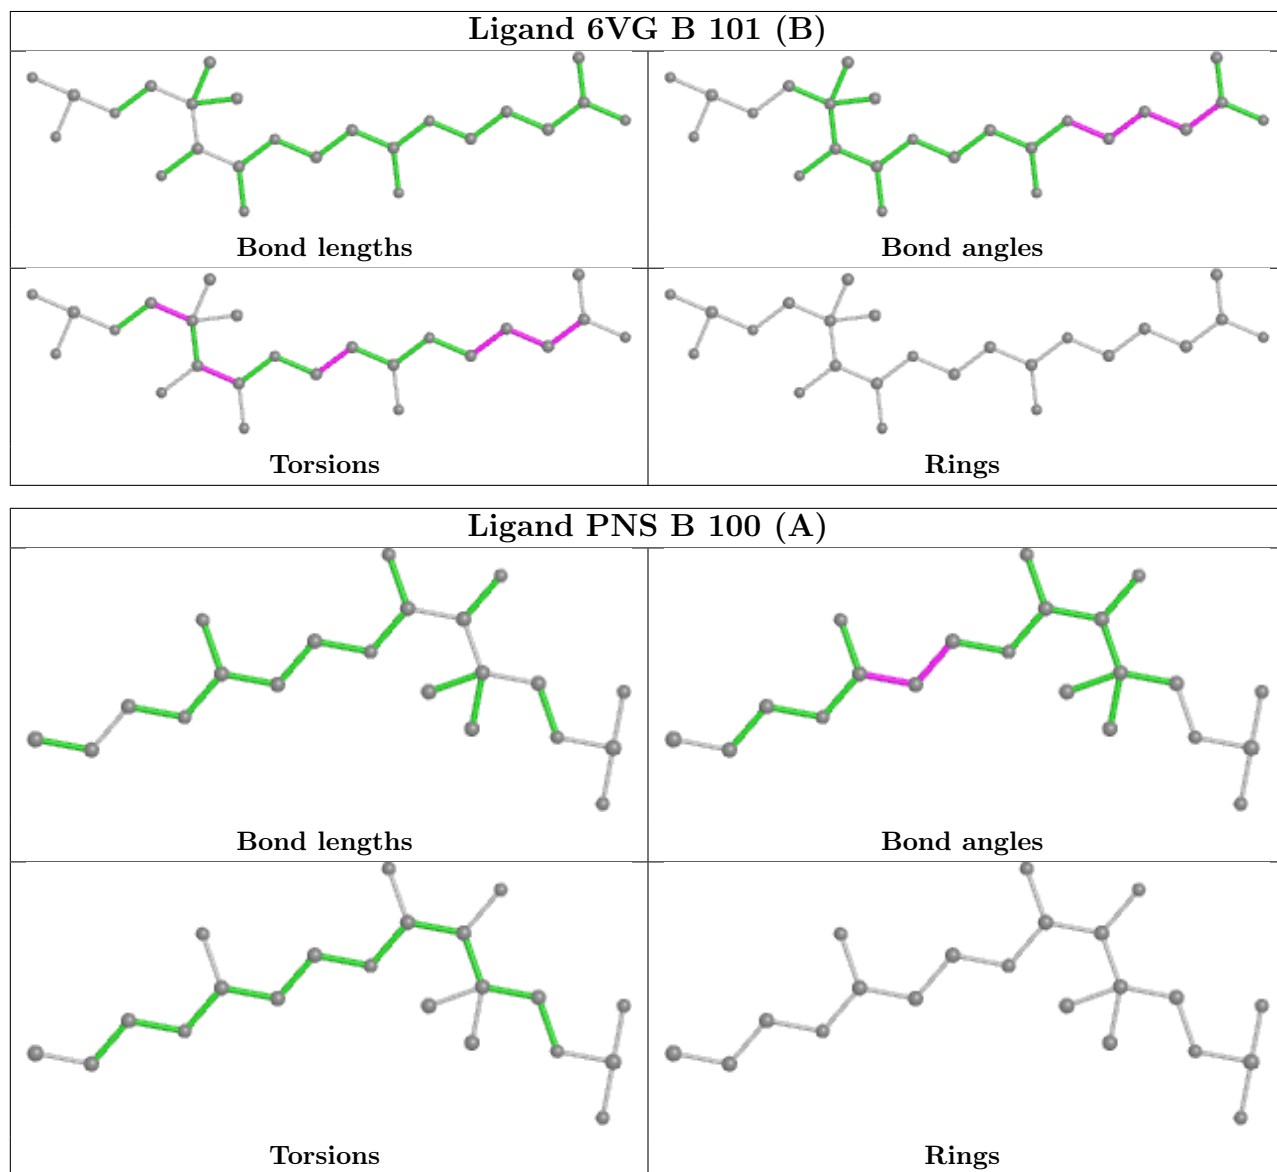 Ligand 6VG B 101 (B)
Bond lengths
Bond angles
Torsions
Rings
Ligand PNS B 100 (A)
Bond lengths
Bond angles
Torsions
Rings